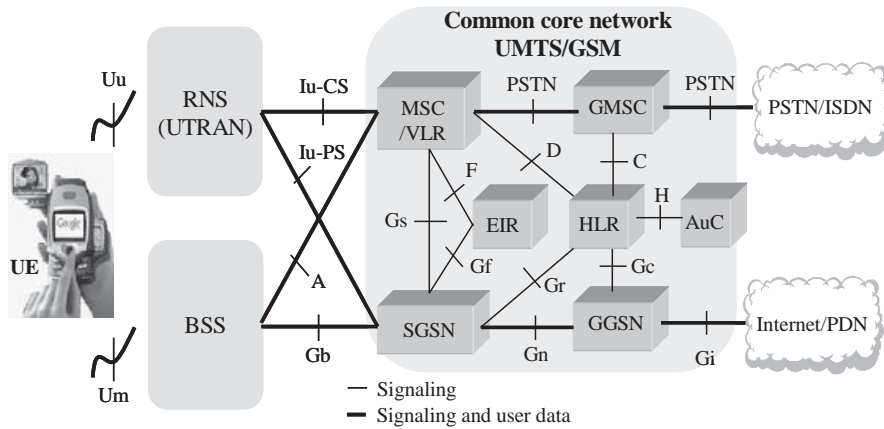 Common core network
UMTS/GSM
Uu
RNS
(UTRAN)
Iu-CS
MSC
/VLR
PSTN
GMSC
PSTN
PSTN/ISDN
Iu-PS
D
C
F
H
Google
Gs
EIR
HLR
AuC
UE
A
Gf
Gr
Gc
BSS
Gb
SGSN
Gn
GGSN
Gi
Internet/PDN
Um
Signaling
Signaling and user data